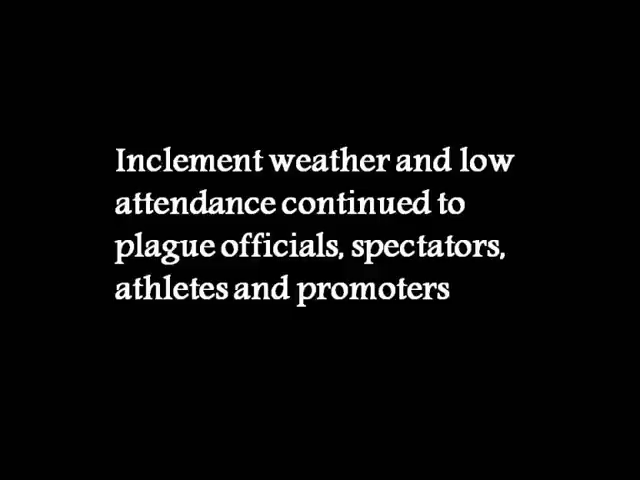 Inclement weather and low
attendance continued to
plague officials, spectators,
athletes and promoters